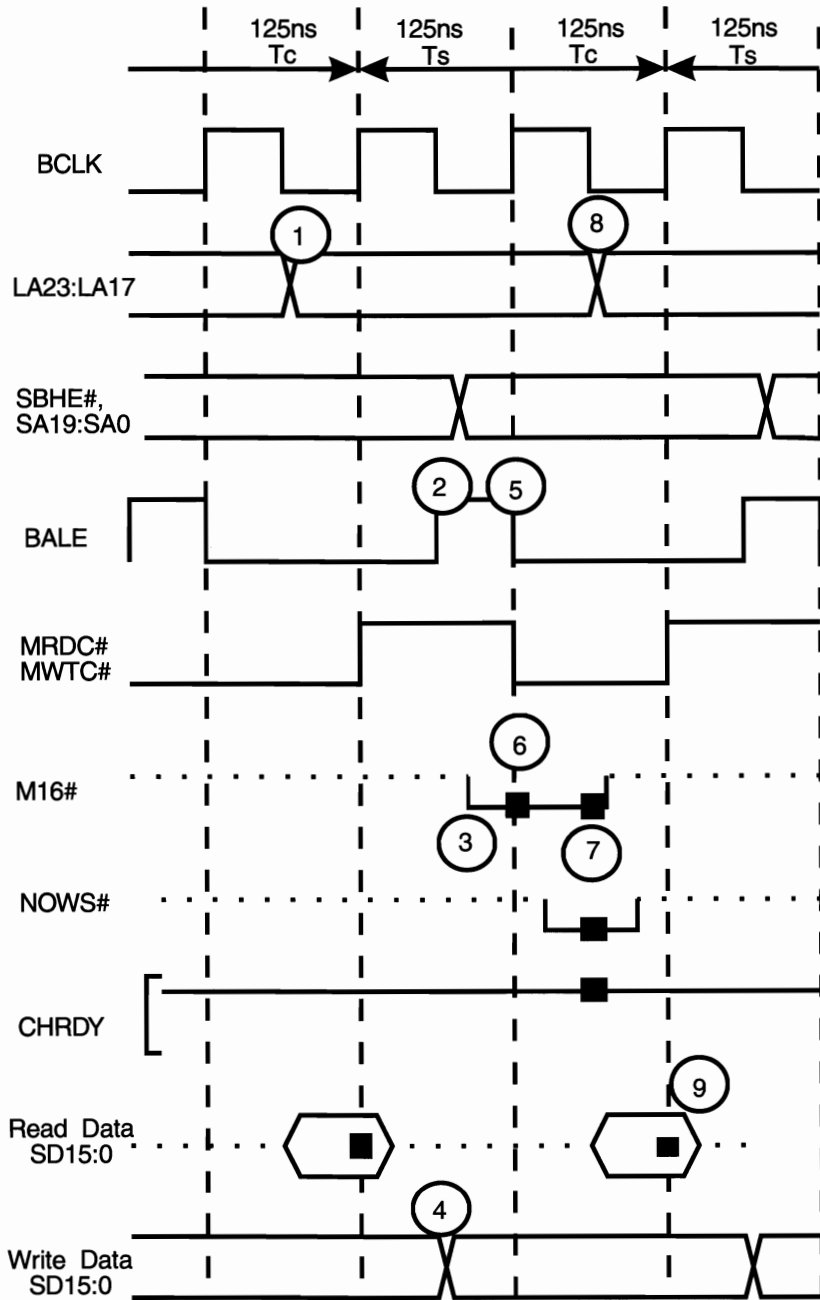 125ns 125ns 125ns 125ns
Tc Ts Tc Ts
BCLK
1 8
LA23:LA17
SBHE#,
SA19:SA0
2 5
BALE
MRDC#
MWTC#
6
M16#
3 7
NOWS#
CHRDY
9
Read Data
SD15:0
4
Write Data
SD15:0